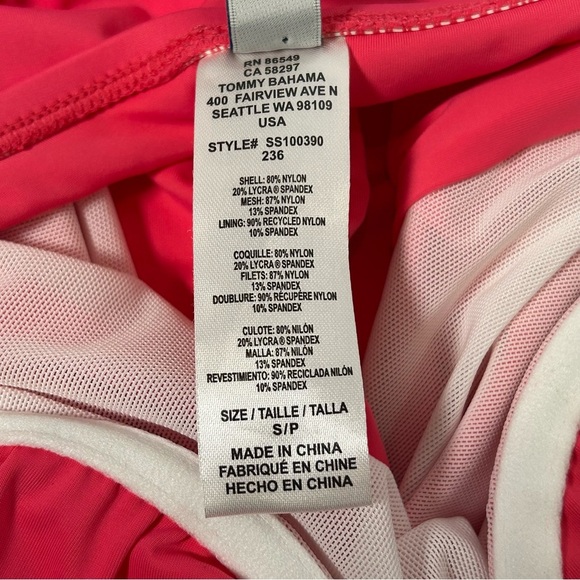 RN 86549
CA 58297
TOMMY BAHAMA
400 FAIRVIEW AVE N
SEATTLE WA 98109
USA
STYLE# SS100390
236
SHELL: 80% NYLON
20% LYCRA® SPANDEX
MESH: 87% NYLON
13% SPANDEX
LINING: 90% RECYCLED NYLON
10% SPANDEX
COQUILLE: 80% NYLON
20% LYCRA® SPANDEX
FILETS: 87% NYLON
13% SPANDEX
DOUBLURE: 90% RÉCUPÉRE NYLON
10% SPANDEX
CULOTE: 80% NILÓN
20% LYCRA® SPANDEX
MALLA: 87% NILÓN
13% SPANDEX
REVESTIMIENTO: 90% RECICLADA NILÓN
10% SPANDEX
SIZE / TAILLE / TALLA
S/P
MADE IN CHINA
FABRIQUÉ EN CHINE
HECHO EN CHINA